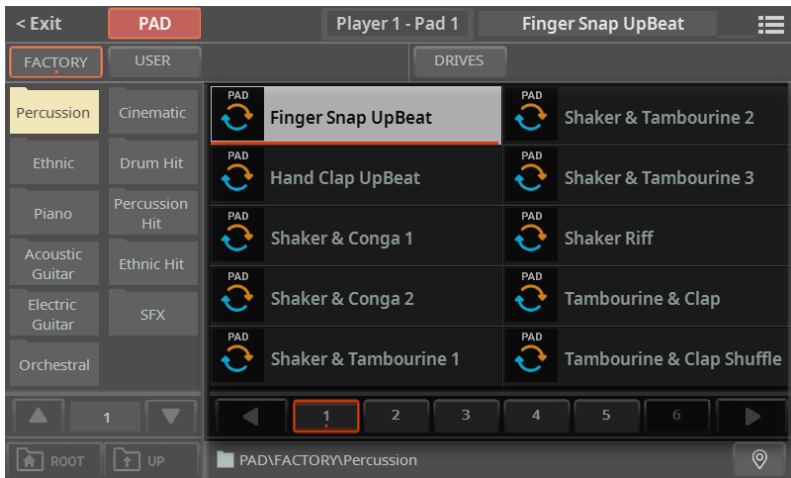 < Exit
PAD
Player 1 - Pad 1
Finger Snap UpBeat
FACTORY
USER
DRIVES
Percussion
Cinematic
Ethnic
Drum Hit
Piano
Percussion
Hit
Acoustic
Guitar
Ethnic Hit
Electric
Guitar
SFX
Orchestral
PAD
Finger Snap UpBeat
PAD
Shaker & Tambourine 2
PAD
Hand Clap UpBeat
PAD
Shaker & Tambourine 3
PAD
Shaker & Conga 1
PAD
Shaker Riff
PAD
Shaker & Conga 2
PAD
Tambourine & Clap
PAD
Shaker & Tambourine 1
PAD
Tambourine & Clap Shuffle
1
1 2 3 4 5 6
ROOT
UP
PAD\FACTORY\Percussion